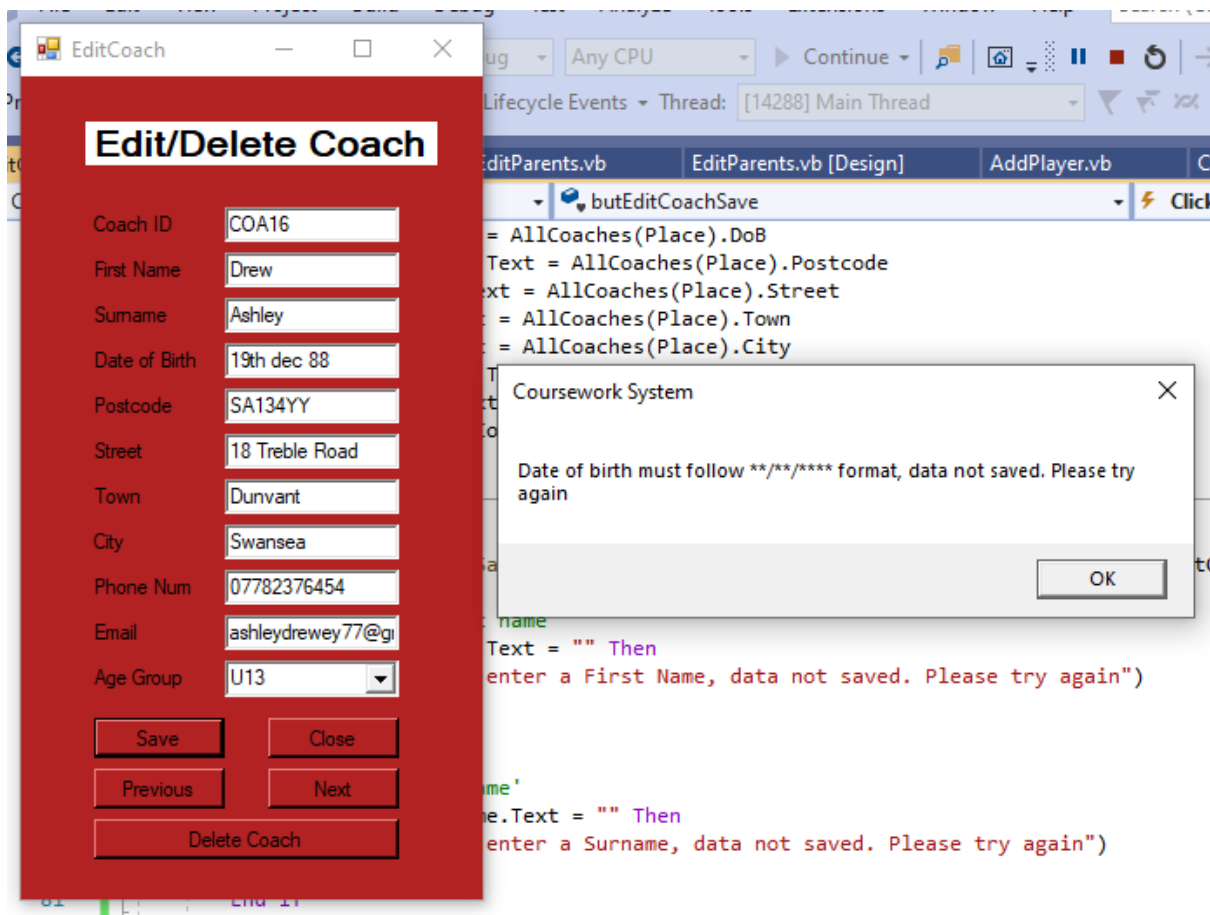 EditCoach
Any CPU
Continue
Lifecycle Events
Thread:
[14288] Main Thread
EditParents.vb
EditParents.vb [Design]
AddPlayer.vb
butEditCoachSave
Click
Edit/Delete Coach
Coach ID COA16
First Name Drew
Surname Ashley
Date of Birth 19th dec 88
Postcode SA134YY
Street 18 Treble Road
Town Dunvant
City Swansea
Phone Num 07782376454
Email ashleydrewey77@g
Age Group U13
Save Close
Previous Next
Delete Coach
= AllCoaches(Place).DoB
Text = AllCoaches(Place).Postcode
ext = AllCoaches(Place).Street
= AllCoaches(Place).Town
= AllCoaches(Place).City
Coursework System
Date of birth must follow **/**/**** format, data not saved. Please try
again
OK
name
Text = "" Then
enter a First Name, data not saved. Please try again")
me'
e.Text = "" Then
enter a Surname, data not saved. Please try again")
81 End If